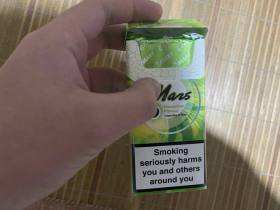 Mars
Smoking
seriously harms
you and others
around you